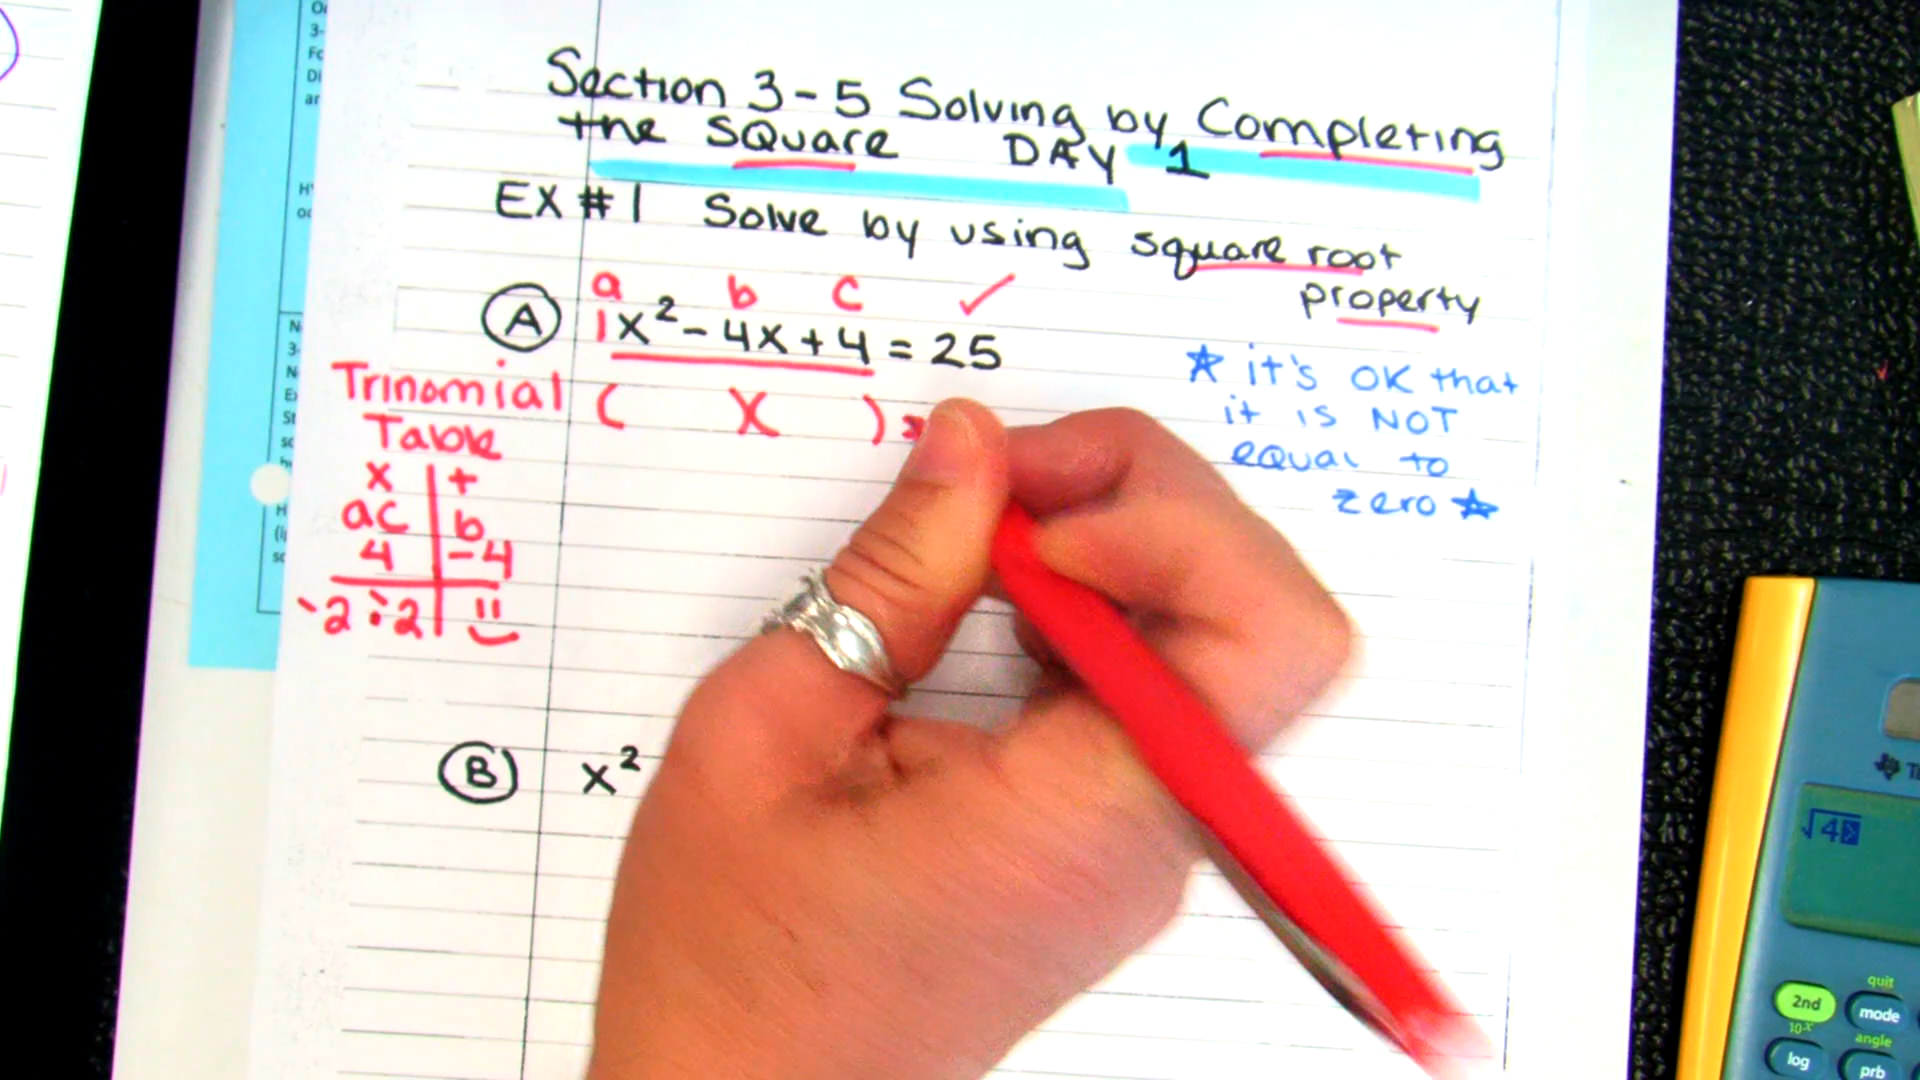 Section 3-5 Solving by Completing
the SQuare DAY 1
EX #1 Solve by using square root
property
a b c ✓
A 1x² - 4x + 4 = 25
Trinomial ( X ) =
Table
x +
ac b
4 -4
-2 · -2
☆ it's OK that
it is NOT
equal to
zero ☆
B x²
√4
quit
2nd
mode
10ˣ
angle
log
prb